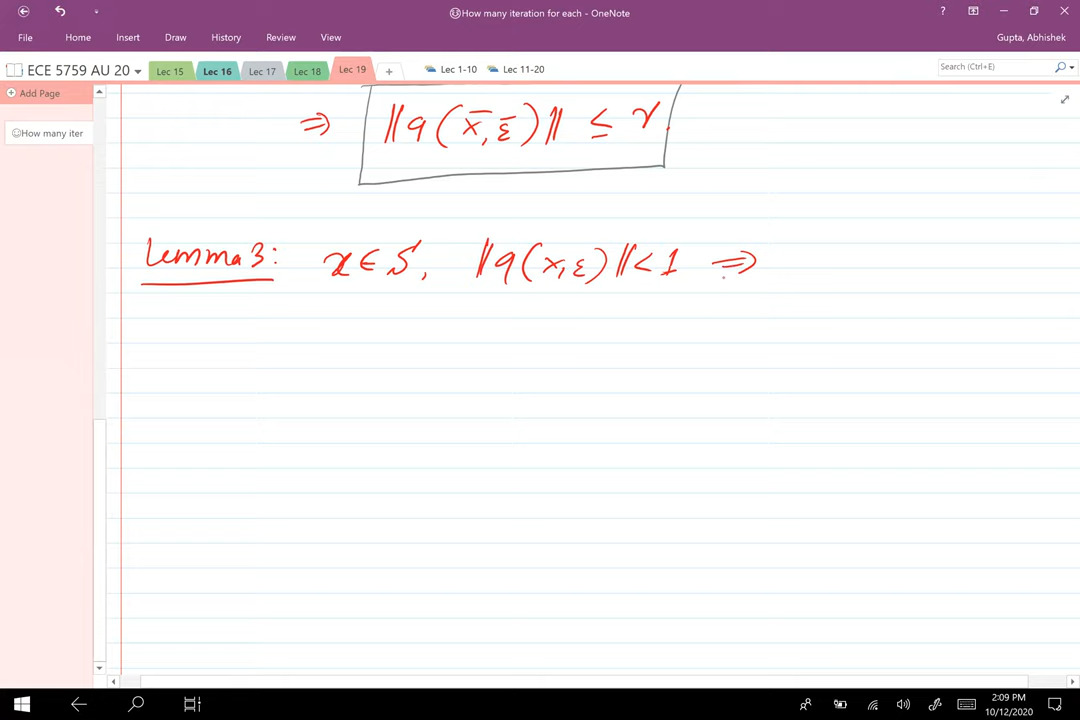 How many iteration for each - OneNote
File Home Insert Draw History Review View Gupta, Abhishek
ECE 5759 AU 20 Lec 15 Lec 16 Lec 17 Lec 18 Lec 19 Lec 1-10 Lec 11-20 Search (Ctrl+E)
Add Page
How many iter
⇒ ‖q(x̄, ε̄)‖ ≤ γ.
Lemma 3: x ∈ S, ‖q(x, ε)‖ < 1 ⇒
2:09 PM
10/12/2020